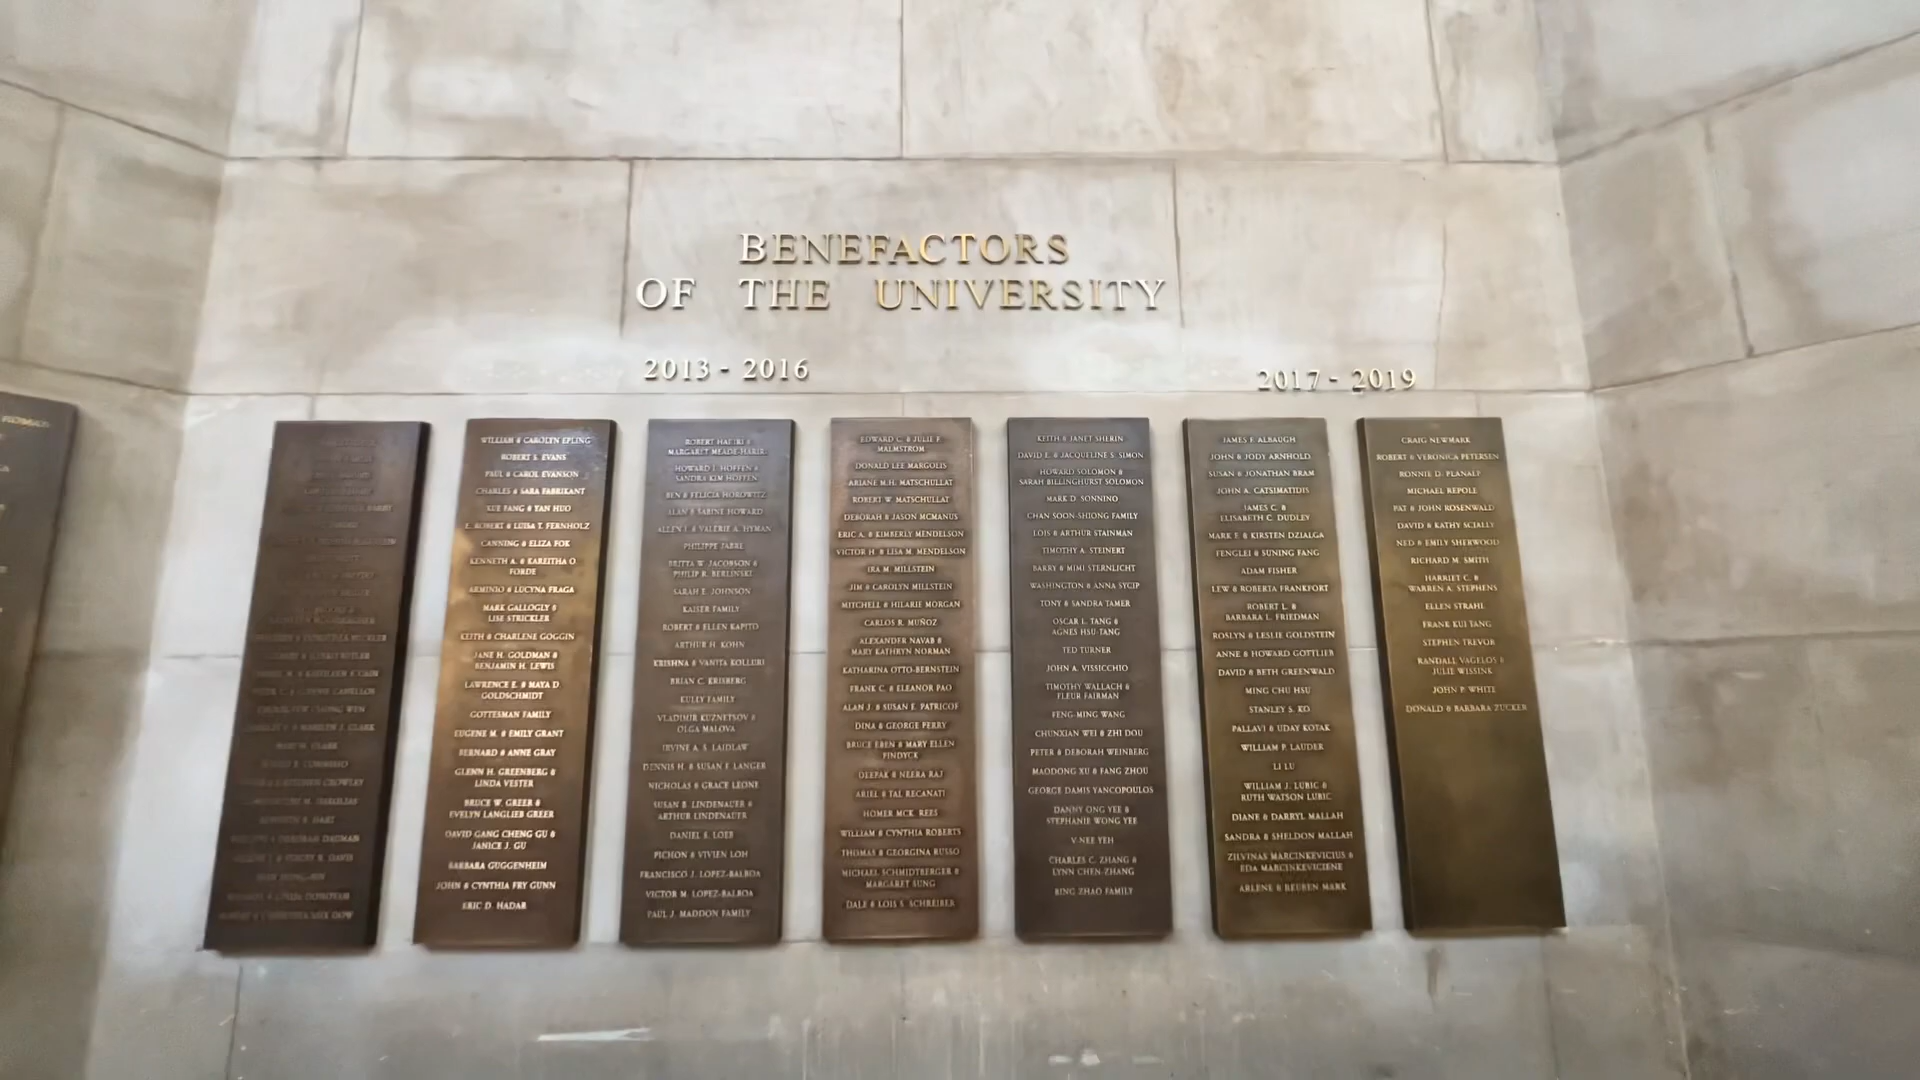 BENEFACTORS
OF THE UNIVERSITY
2013 - 2016
2017 - 2019
WILLIAM & CAROLYN EPLING
ROBERT S. EVANS
PAUL & CAROL EVANSON
CHARLES & SARA FABRIKANT
XUE FANG & YAN HUO
E. ROBERT & LUISA T. FERNHOLZ
CANNING & ELIZA FOK
KENNETH A. & KAREITHA O.
FORDE
ARMINIO & LUCYNA FRAGA
MARK GALLOGLY &
LISE STRICKLER
KEITH & CHARLENE GOGGIN
JANE H. GOLDMAN &
BENJAMIN H. LEWIS
LAWRENCE E. & MAYA D.
GOLDSCHMIDT
GOTTESMAN FAMILY
EUGENE M. & EMILY GRANT
BERNARD & ANNE GRAY
GLENN H. GREENBERG &
LINDA VESTER
BRUCE W. GREER &
EVELYN LANGLIEB GREER
DAVID GANG CHENG GU &
JANICE J. GU
BARBARA GUGGENHEIM
JOHN & CYNTHIA FRY GUNN
ERIC D. HADAR
ROBERT HARIRI &
MARGARET MEADE-HARIRI
HOWARD J. HOFFEN &
SANDRA KIM HOFFEN
BEN & FELICIA HOROWITZ
ALAN & SABINE HOWARD
ALLEN I. & VALERIE A. HYMAN
PHILIPPE JABRE
BRITTA W. JACOBSON &
PHILIP R. BERLINSKI
SARAH E. JOHNSON
KAISER FAMILY
ROBERT & ELLEN KAPITO
ARTHUR H. KOHN
KRISHNA & VANITA KOLLURI
BRIAN C. KRISBERG
KULLY FAMILY
VLADIMIR KUZNETSOV &
OLGA MALOVA
IRVINE A. S. LAIDLAW
DENNIS H. & SUSAN F. LANGER
NICHOLAS & GRACE LEONE
SUSAN B. LINDENAUER &
ARTHUR LINDENAUER
DANIEL S. LOEB
PICHON & VIVIEN LOH
FRANCISCO J. LOPEZ-BALBOA
VICTOR M. LOPEZ-BALBOA
PAUL J. MADDON FAMILY
EDWARD C. & JULIE F.
MALMSTROM
DONALD LEE MARGOLIS
ARIANE M.H. MATSCHULLAT
ROBERT W. MATSCHULLAT
DEBORAH & JASON MCMANUS
ERIC A. & KIMBERLY MENDELSON
VICTOR H. & LISA M. MENDELSON
IRA M. MILLSTEIN
JIM & CAROLYN MILLSTEIN
MITCHELL & HILARIE MORGAN
CARLOS R. MUÑOZ
ALEXANDER NAVAB &
MARY KATHRYN NORMAN
KATHARINA OTTO-BERNSTEIN
FRANK C. & ELEANOR PAO
ALAN J. & SUSAN E. PATRICOF
DINA & GEORGE PERRY
BRUCE EBEN & MARY ELLEN
PINDYCK
DEEPAK & NEERA RAJ
ARIEL & TAL RECANATI
HOMER MCK. REES
WILLIAM & CYNTHIA ROBERTS
THOMAS & GEORGINA RUSSO
MICHAEL SCHMIDTBERGER &
MARGARET SUNG
DALE & LOIS S. SCHREIBER
KEITH & JANET SHERIN
DAVID E. & JACQUELINE S. SIMON
HOWARD SOLOMON &
SARAH BILLINGHURST SOLOMON
MARK D. SONNINO
CHAN SOON-SHIONG FAMILY
LOIS & ARTHUR STAINMAN
TIMOTHY A. STEINERT
BARRY & MIMI STERNLICHT
WASHINGTON & ANNA SYCIP
TONY & SANDRA TAMER
OSCAR L. TANG &
AGNES HSU-TANG
TED TURNER
JOHN A. VISSICCHIO
TIMOTHY WALLACH &
FLEUR FAIRMAN
FENG-MING WANG
CHUNXIAN WEI & ZHI DOU
PETER & DEBORAH WEINBERG
MAODONG XU & FANG ZHOU
GEORGE DAMIS YANCOPOULOS
DANNY ONG YEE &
STEPHANIE WONG YEE
V-NEE YEH
CHARLES C. ZHANG &
LYNN CHEN-ZHANG
BING ZHAO FAMILY
JAMES F. ALBAUGH
JOHN & JODY ARNHOLD
SUSAN & JONATHAN BRAM
JOHN A. CATSIMATIDIS
JAMES C. &
ELISABETH C. DUDLEY
MARK E. & KIRSTEN DZIALGA
FENGLEI & SUNING FANG
ADAM FISHER
LEW & ROBERTA FRANKFORT
ROBERT L. &
BARBARA L. FRIEDMAN
ROSLYN & LESLIE GOLDSTEIN
ANNE & HOWARD GOTTLIEB
DAVID & BETH GREENWALD
MING CHU HSU
STANLEY S. KO
PALLAVI & UDAY KOTAK
WILLIAM P. LAUDER
LI LU
WILLIAM J. LUBIC &
RUTH WATSON LUBIC
DIANE & DARRYL MALLAH
SANDRA & SHELDON MALLAH
ZILVINAS MARCINKEVICIUS &
EDA MARCINKEVICIENE
ARLENE & REUBEN MARK
CRAIG NEWMARK
ROBERT & VERONICA PETERSEN
RONNIE D. PLANALP
MICHAEL REPOLE
PAT & JOHN ROSENWALD
DAVID & KATHY SCIALLY
NED & EMILY SHERWOOD
RICHARD M. SMITH
HARRIET C. &
WARREN A. STEPHENS
ELLEN STRAHL
FRANK KUI TANG
STEPHEN TREVOR
RANDALL VAGELOS &
JULIE WISSINK
JOHN P. WHITE
DONALD & BARBARA ZUCKER